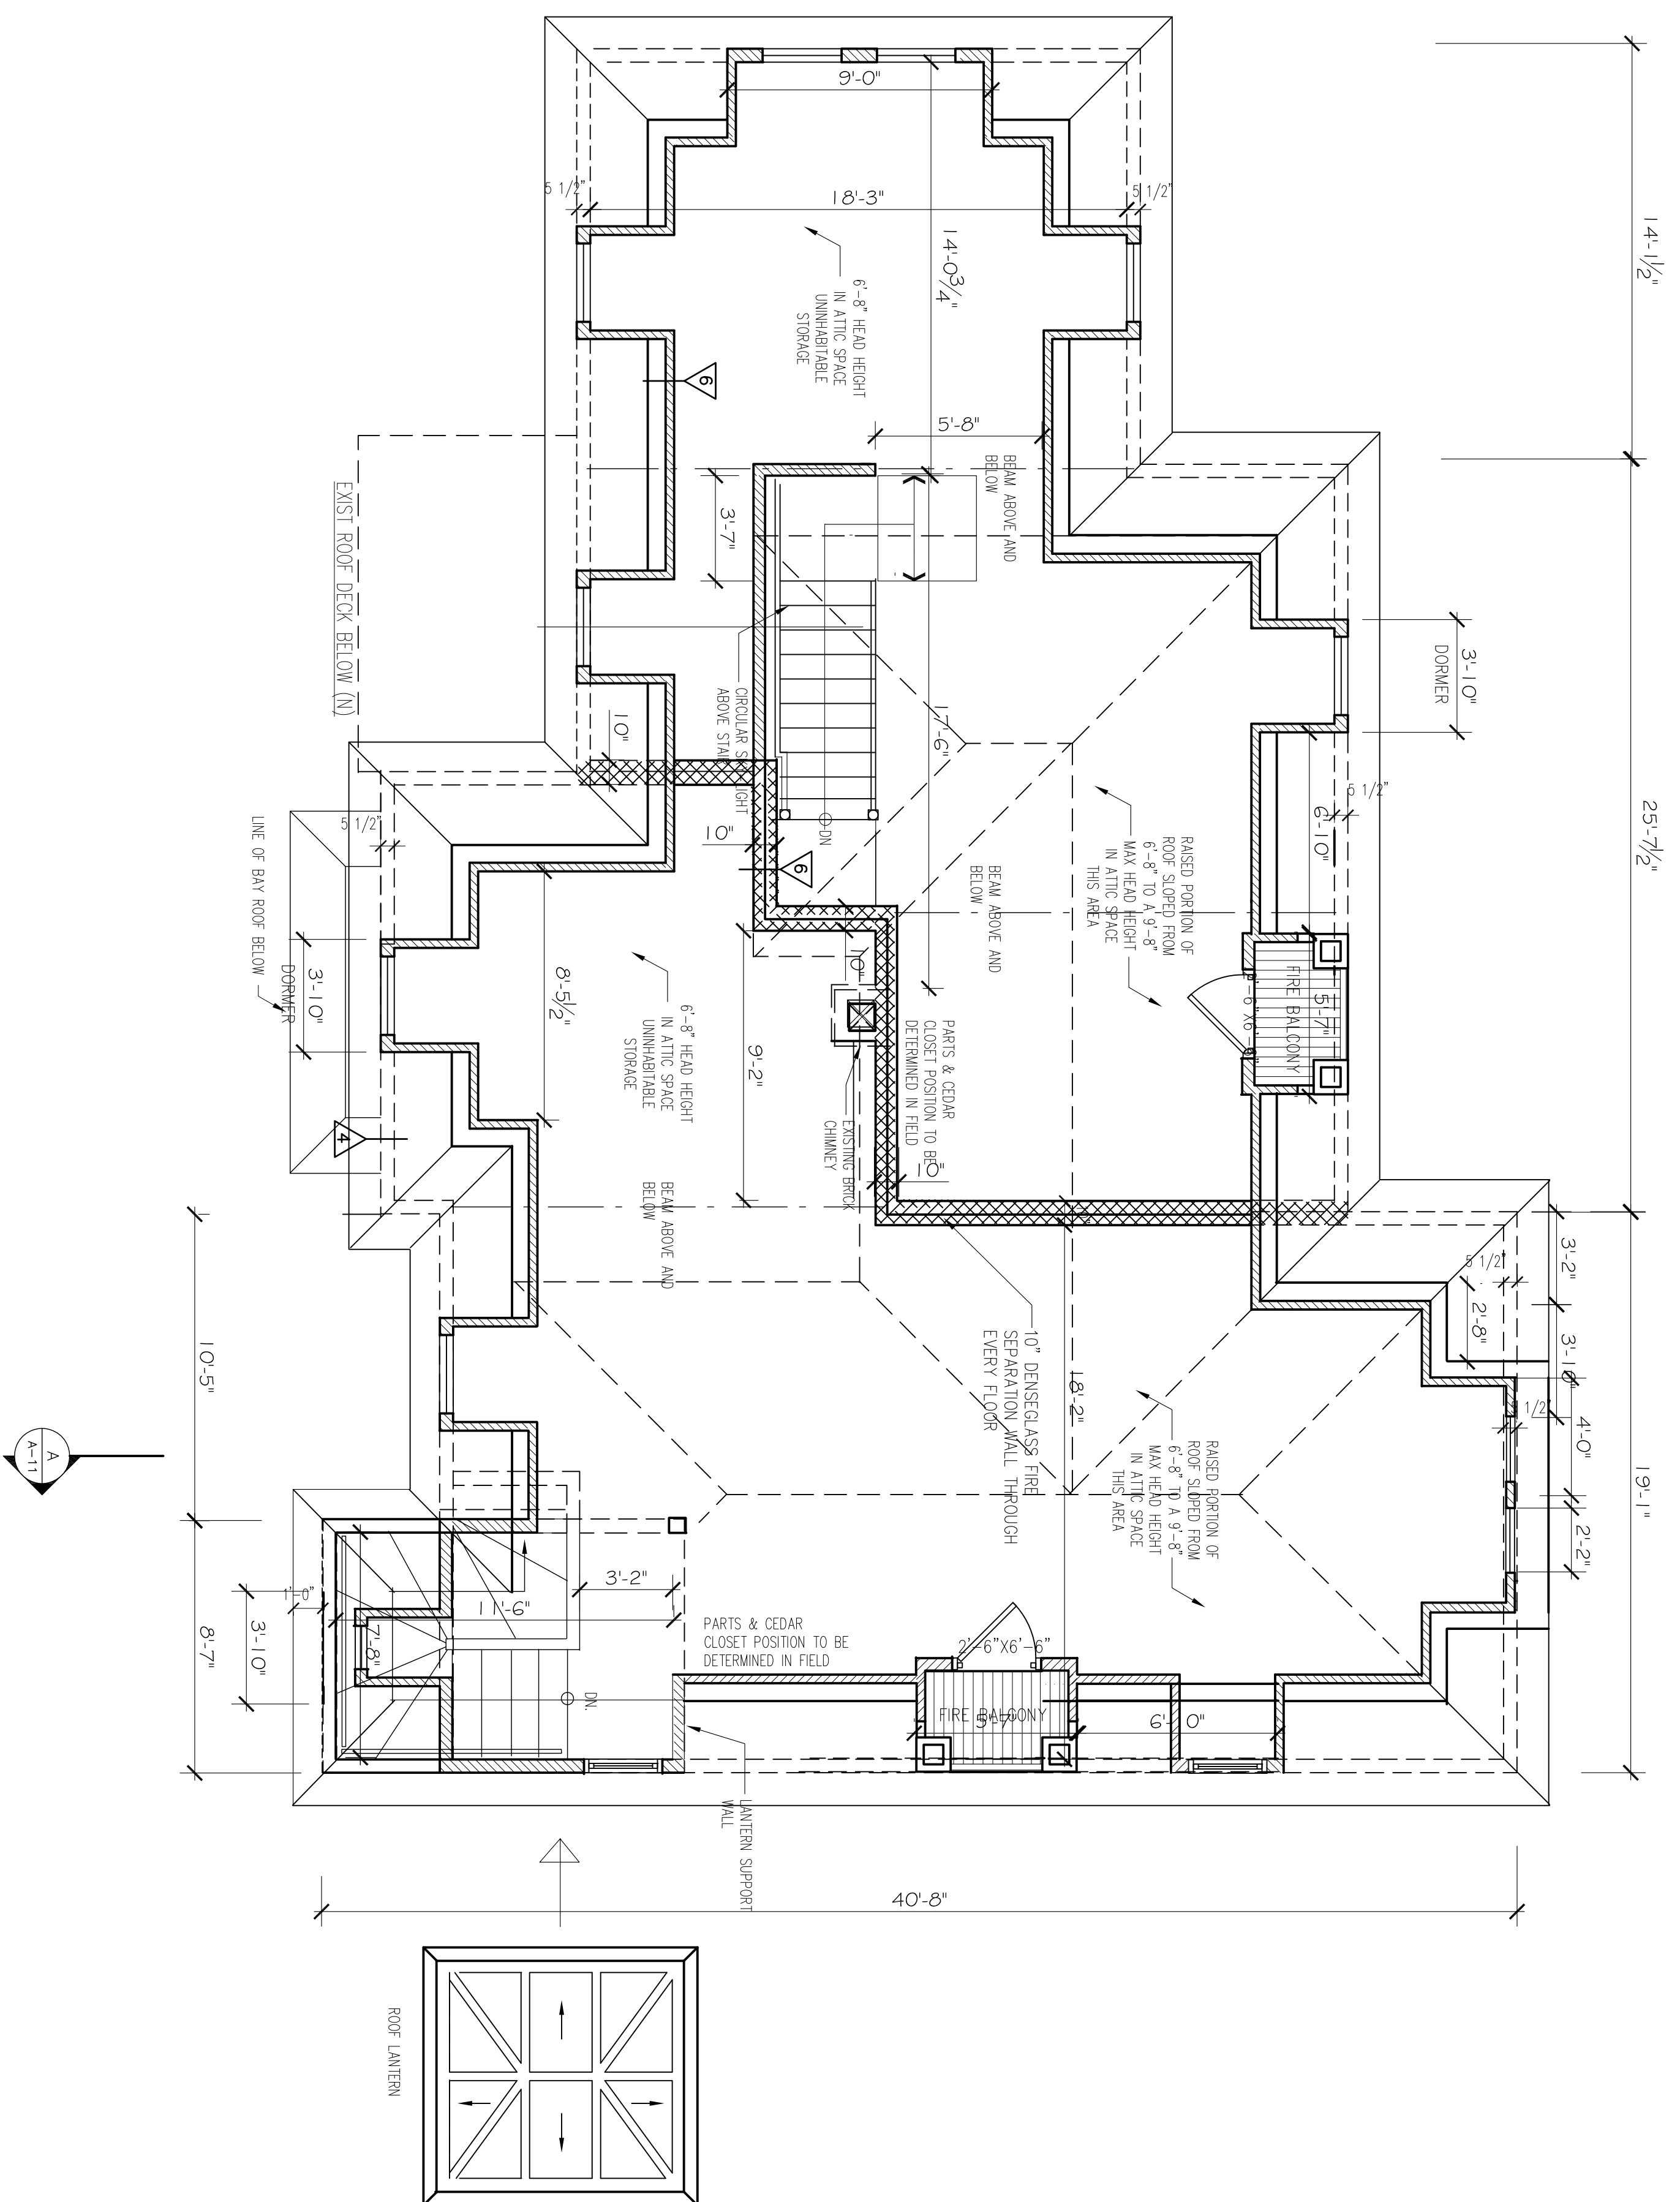 14'-1 1/2"
25'-7 1/2"
19'-1"
9'-0"
18'-3"
5 1/2"
5 1/2"
14'-0 3/4"
6'-8" HEAD HEIGHT
IN ATTIC SPACE
UNINHABITABLE
STORAGE
6
5'-8"
BEAM ABOVE AND
BELOW
3'-7"
EXIST ROOF DECK BELOW (N)
3'-10"
DORMER
5 1/2"
6'-10"
17'-6"
CIRCULAR
ABOVE STAIR
DN
10"
10"
6
RAISED PORTION OF
ROOF SLOPED FROM
6'-8" TO A 9'-8"
MAX HEAD HEIGHT
IN ATTIC SPACE
THIS AREA
BEAM ABOVE AND
BELOW
FIRE BALCONY
5'-7"
10"
PARTS & CEDAR
CLOSET POSITION TO BE
DETERMINED IN FIELD
10"
EXISTING BRICK
CHIMNEY
9'-2"
6'-8" HEAD HEIGHT
IN ATTIC SPACE
UNINHABITABLE
STORAGE
8'-5 1/2"
5 1/2"
LINE OF BAY ROOF BELOW
3'-10"
DORMER
4
BEAM ABOVE AND
BELOW
10" DENSEGLASS FIRE
SEPARATION WALL THROUGH
EVERY FLOOR
18'-2"
3'-2"
5 1/2"
2'-8"
3'-10"
4'-0"
2'-2"
1/2"
RAISED PORTION OF
ROOF SLOPED FROM
6'-8" TO A 9'-8"
MAX HEAD HEIGHT
IN ATTIC SPACE
THIS AREA
10'-5"
8'-7"
A
A-11
3'-10"
1'-0"
7'-8"
11'-6"
3'-2"
DN.
PARTS & CEDAR
CLOSET POSITION TO BE
DETERMINED IN FIELD
2'-6"X6'-6"
FIRE BALCONY
5'-7"
6'-10"
LANTERN SUPPORT
WALL
40'-8"
ROOF LANTERN